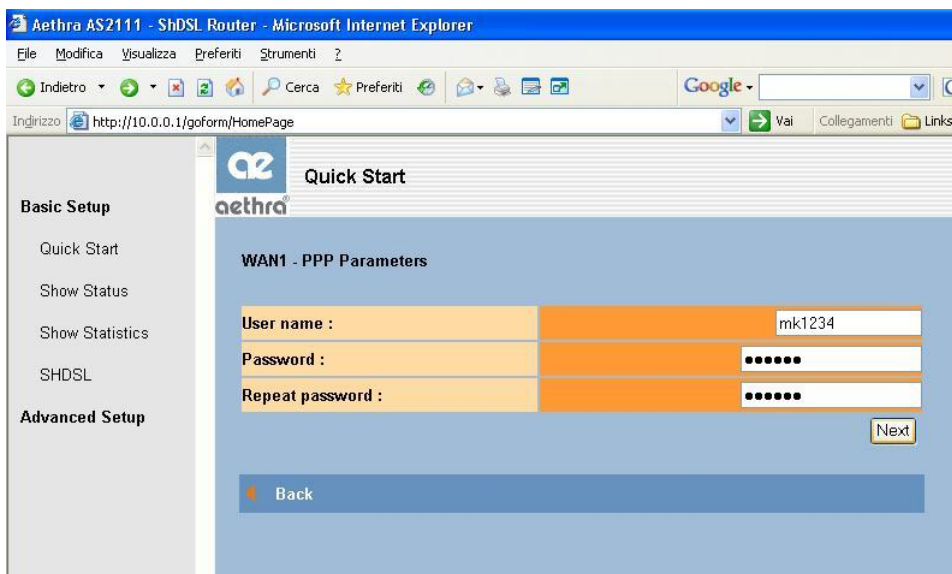 Aethra AS2111 - ShDSL Router - Microsoft Internet Explorer
File Modifica Visualizza Preferiti Strumenti ?
Indietro Cerca Preferiti Google
Indirizzo http://10.0.0.1/goform/HomePage Vai Collegamenti Links
ae
aethra®
Quick Start
Basic Setup
Quick Start
Show Status
Show Statistics
SHDSL
Advanced Setup
WAN1 - PPP Parameters
User name : mk1234
Password : ••••••
Repeat password : ••••••
Next
Back